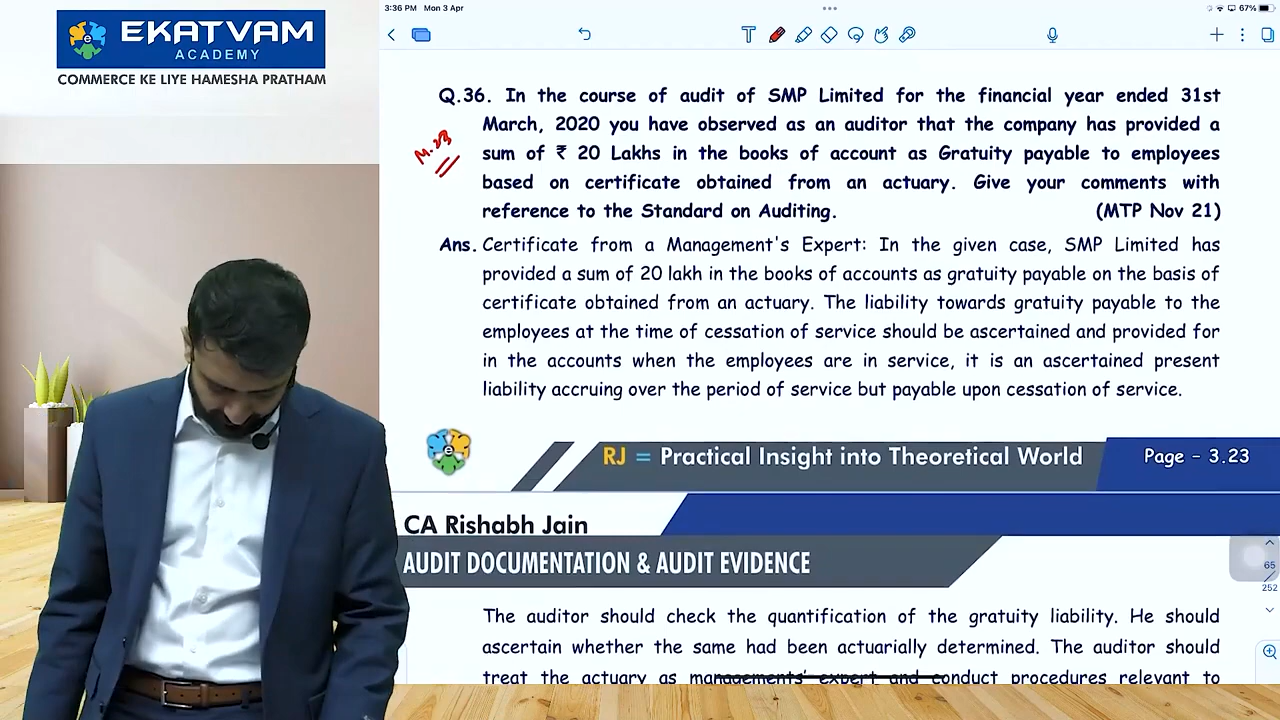 EKATVAM
ACADEMY
COMMERCE KE LIYE HAMESHA PRATHAM
3:36 PM Mon 3 Apr
67%
Q.36. In the course of audit of SMP Limited for the financial year ended 31st
March, 2020 you have observed as an auditor that the company has provided a
M-23
sum of ₹ 20 Lakhs in the books of account as Gratuity payable to employees
based on certificate obtained from an actuary. Give your comments with
reference to the Standard on Auditing. (MTP Nov 21)
Ans. Certificate from a Management's Expert: In the given case, SMP Limited has
provided a sum of 20 lakh in the books of accounts as gratuity payable on the basis of
certificate obtained from an actuary. The liability towards gratuity payable to the
employees at the time of cessation of service should be ascertained and provided for
in the accounts when the employees are in service, it is an ascertained present
liability accruing over the period of service but payable upon cessation of service.
e
RJ = Practical Insight into Theoretical World
Page - 3.23
CA Rishabh Jain
AUDIT DOCUMENTATION & AUDIT EVIDENCE
65
252
The auditor should check the quantification of the gratuity liability. He should
ascertain whether the same had been actuarially determined. The auditor should
treat the actuary as managements' expert and conduct procedures relevant to